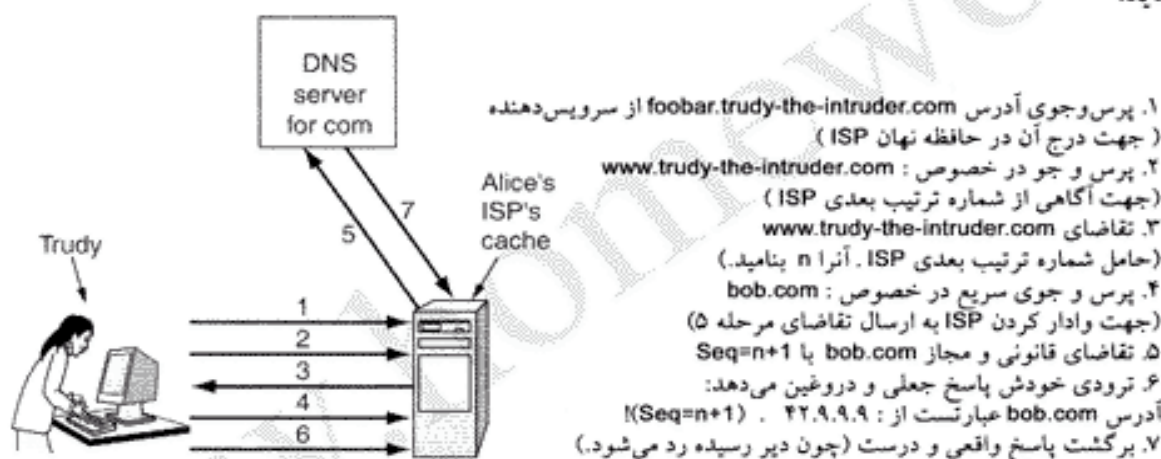 DNS
server
for com
Alice's
ISP's
cache
Trudy
5
7
1
2
3
4
6
۱. پرس‌وجوی آدرس foobar.trudy-the-intruder.com از سرویس‌دهنده
( جهت درج آن در حافظه نهان ISP )
۲. پرس و جو در خصوص : www.trudy-the-intruder.com
(جهت آگاهی از شماره ترتیب بعدی ISP )
۳. تقاضای www.trudy-the-intruder.com
(حامل شماره ترتیب بعدی ISP . آنرا n بنامید.)
۴. پرس و جوی سریع در خصوص : bob.com
(جهت وادار کردن ISP به ارسال تقاضای مرحله ۵)
۵. تقاضای قانونی و مجاز bob.com با Seq=n+1
۶. ترودی خودش پاسخ جعلی و دروغین می‌دهد:
آدرس bob.com عبارتست از : ۴۲.۹.۹.۹ . (Seq=n+1)!
۷. برگشت پاسخ واقعی و درست (چون دیر رسیده رد می‌شود.)